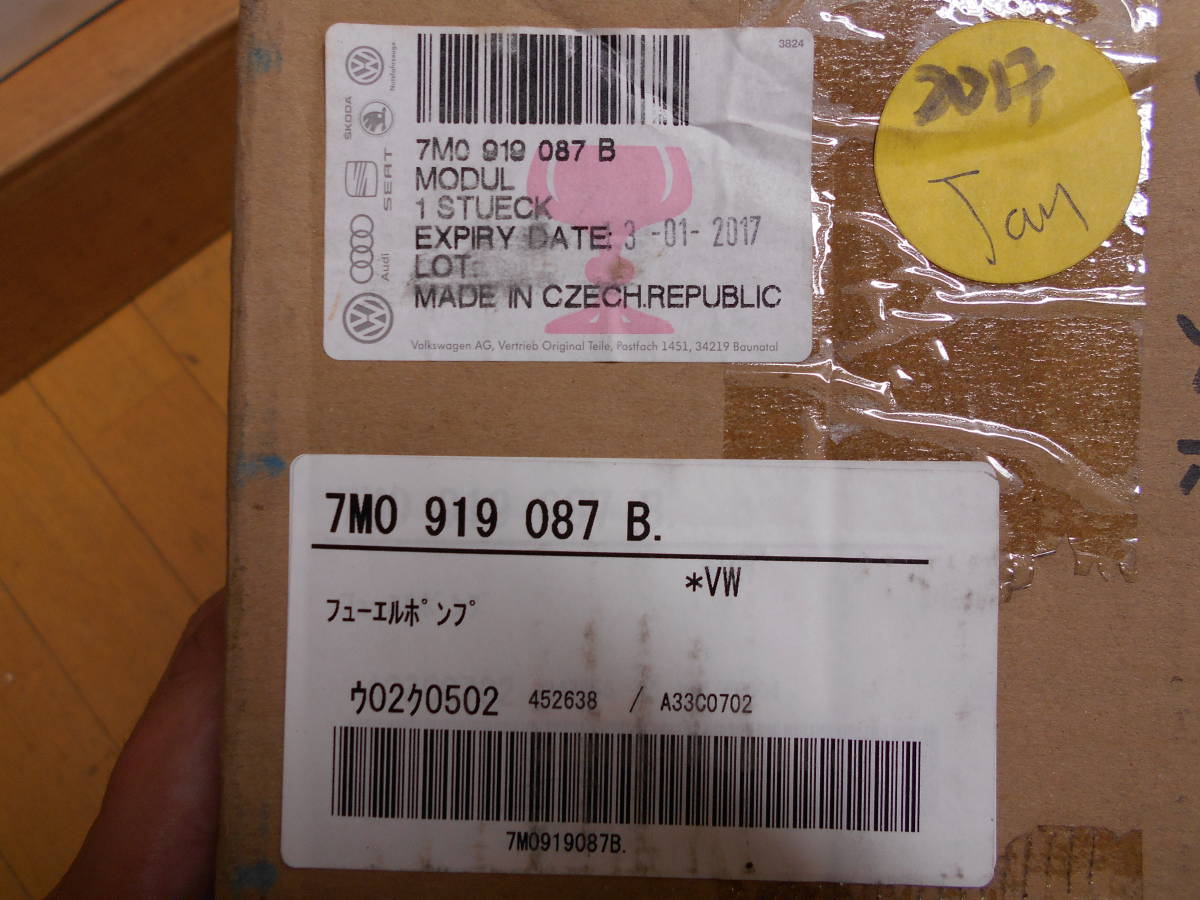 3824
Nutzfahrzeuge
SKODA
SEAT
Audi
7M0 919 087 B
MODUL
1 STUECK
EXPIRY DATE: 3 -01- 2017
LOT:
MADE IN CZECH.REPUBLIC
Volkswagen AG, Vertrieb Original Teile, Postfach 1451, 34219 Baunatal
2017
Jay
7M0 919 087 B.
*VW
ﾌｭｰｴﾙﾎﾟﾝﾌﾟ
ｳ02ｸ0502 452638 / A33C0702
7M0919087B.